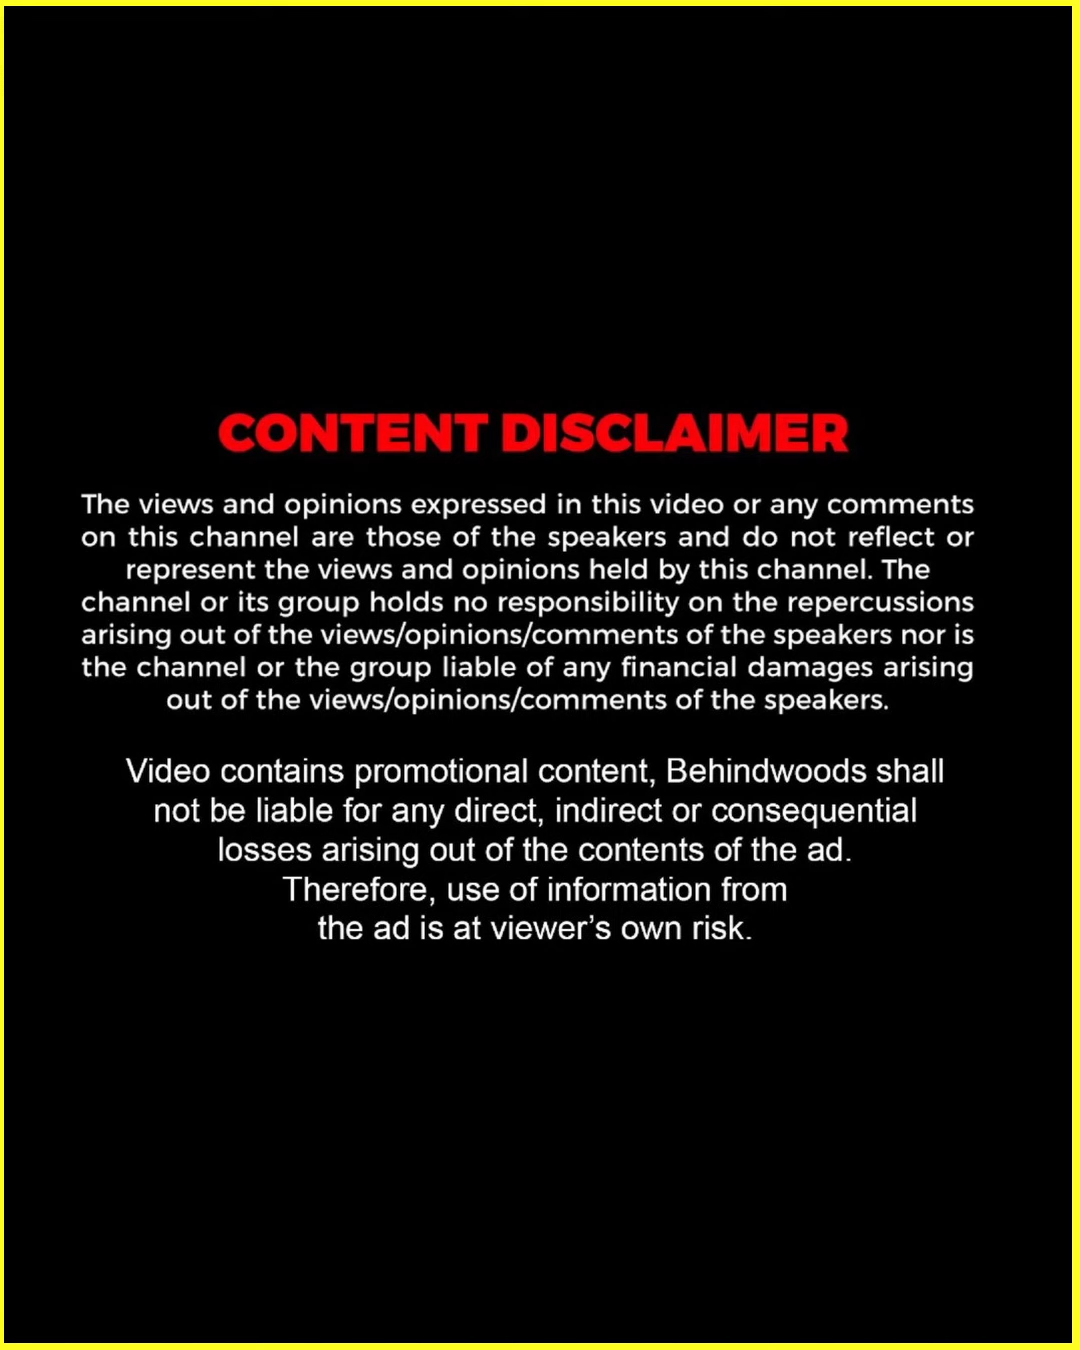 CONTENT DISCLAIMER
The views and opinions expressed in this video or any comments
on this channel are those of the speakers and do not reflect or
represent the views and opinions held by this channel. The
channel or its group holds no responsibility on the repercussions
arising out of the views/opinions/comments of the speakers nor is
the channel or the group liable of any financial damages arising
out of the views/opinions/comments of the speakers.
Video contains promotional content, Behindwoods shall
not be liable for any direct, indirect or consequential
losses arising out of the contents of the ad.
Therefore, use of information from
the ad is at viewer’s own risk.